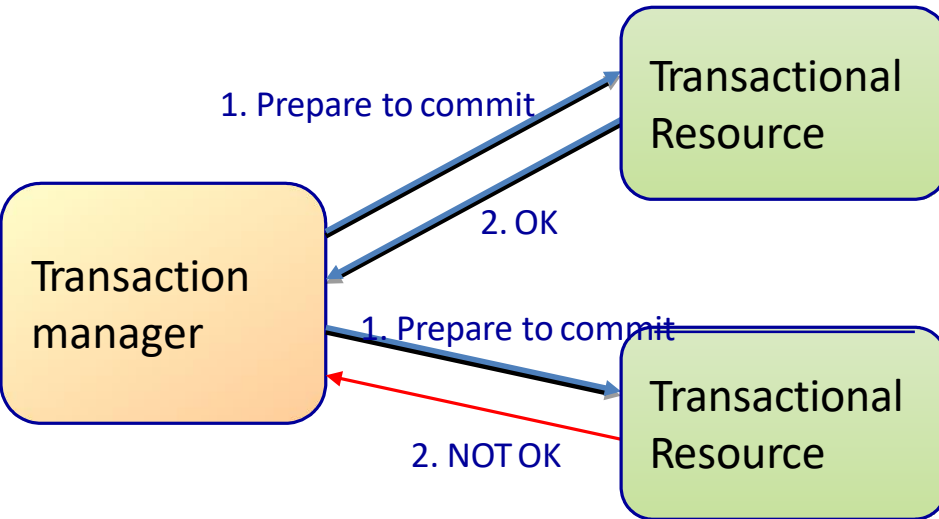 Transactional
Resource
1. Prepare to commit
2. OK
Transaction
manager
1. Prepare to commit
Transactional
Resource
2. NOT OK